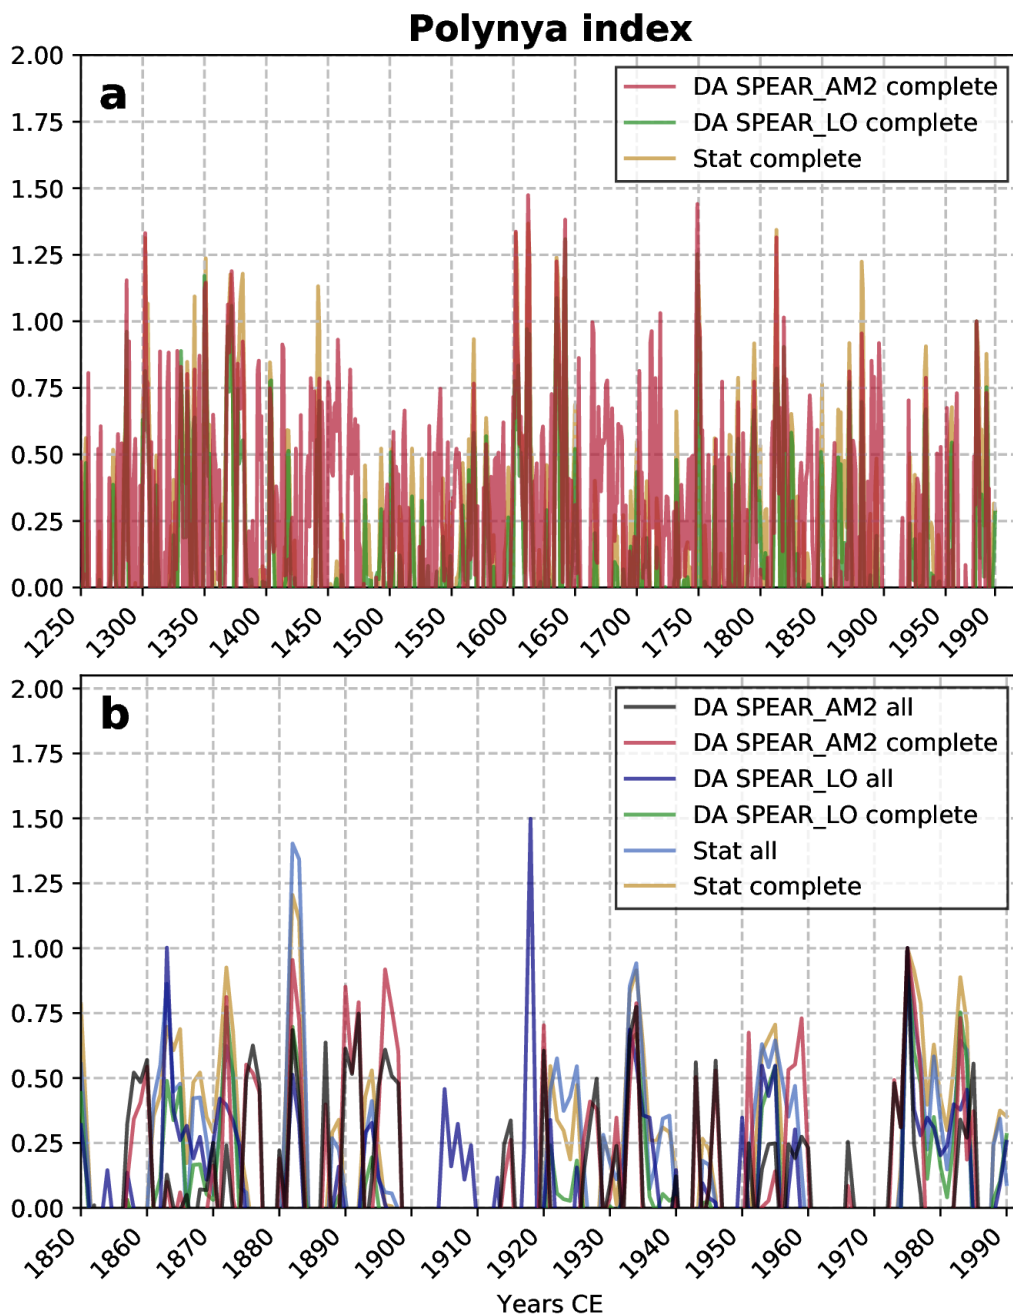 Polynya index
2.00
a
DA SPEAR_AM2 complete
DA SPEAR_LO complete
Stat complete
1.75
1.50
1.25
1.00
0.75
0.50
0.25
0.00
1250 1300 1350 1400 1450 1500 1550 1600 1650 1700 1750 1800 1850 1900 1950 1990
2.00
b
DA SPEAR_AM2 all
DA SPEAR_AM2 complete
DA SPEAR_LO all
DA SPEAR_LO complete
Stat all
Stat complete
1.75
1.50
1.25
1.00
0.75
0.50
0.25
0.00
1850 1860 1870 1880 1890 1900 1910 1920 1930 1940 1950 1960 1970 1980 1990
Years CE